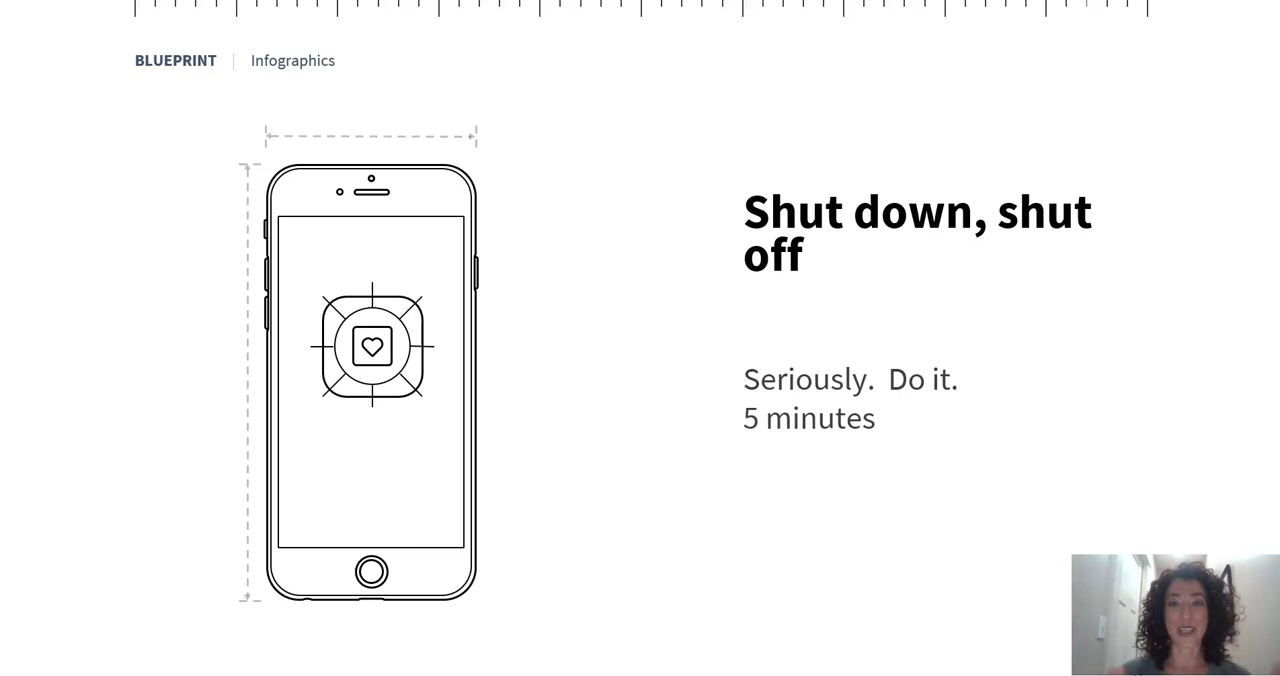 BLUEPRINT | Infographics
Shut down, shut
off
Seriously.  Do it.
5 minutes